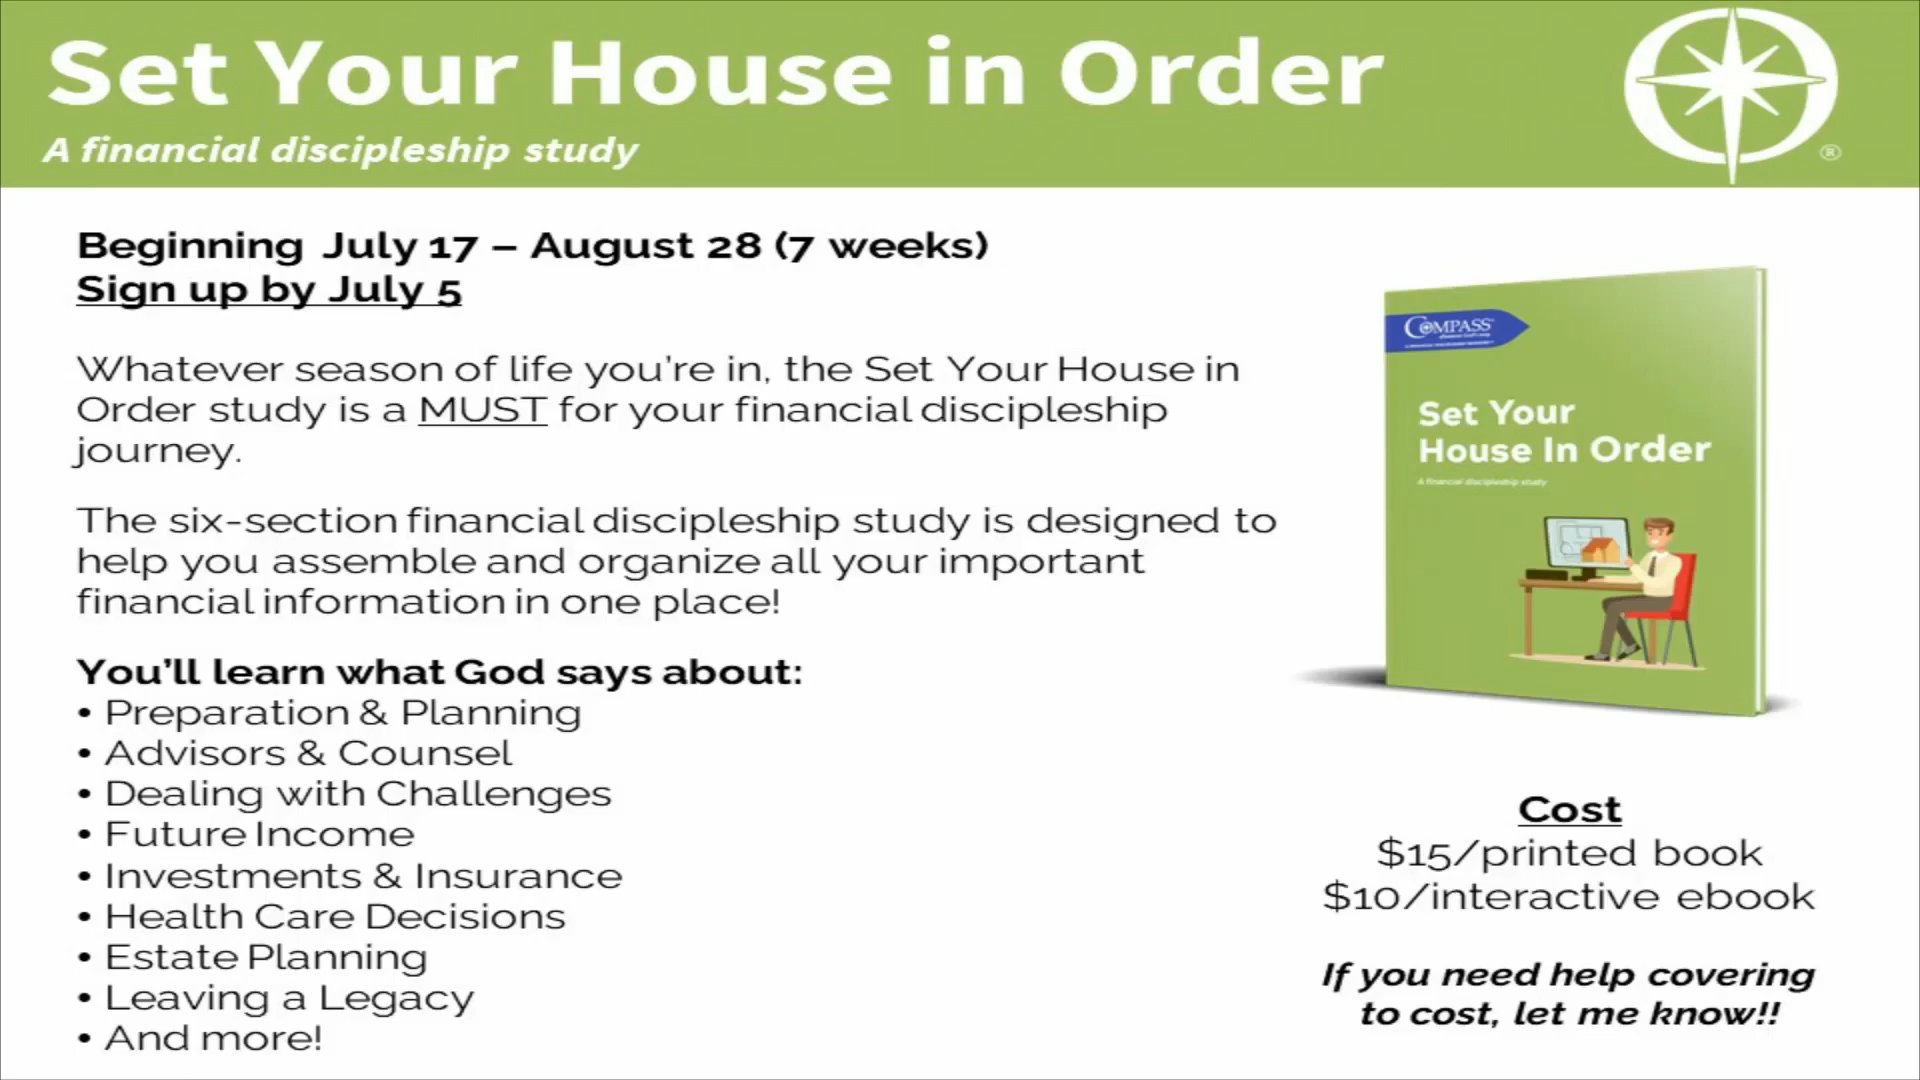 Set Your House in Order
A financial discipleship study
®
Beginning July 17 – August 28 (7 weeks)
Sign up by July 5
Whatever season of life you're in, the Set Your House in
Order study is a MUST for your financial discipleship
journey.
The six-section financial discipleship study is designed to
help you assemble and organize all your important
financial information in one place!
You'll learn what God says about:
• Preparation & Planning
• Advisors & Counsel
• Dealing with Challenges
• Future Income
• Investments & Insurance
• Health Care Decisions
• Estate Planning
• Leaving a Legacy
• And more!
COMPASS
Set Your
House In Order
A financial discipleship study
Cost
$15/printed book
$10/interactive ebook
If you need help covering
to cost, let me know!!